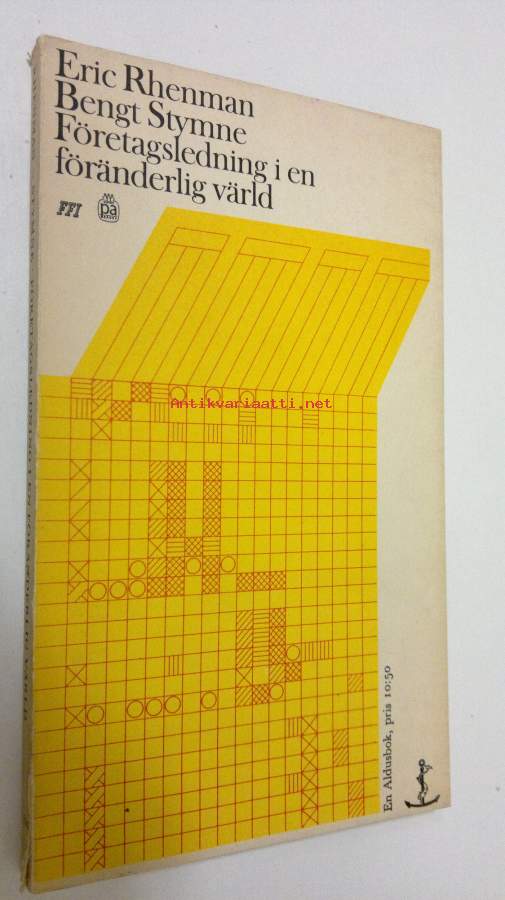 Eric Rhenman
Bengt Stymne
Företagsledning i en
föränderlig värld
FFI
pa
Antikvariaatti.net
En Aldusbok, pris 10:50